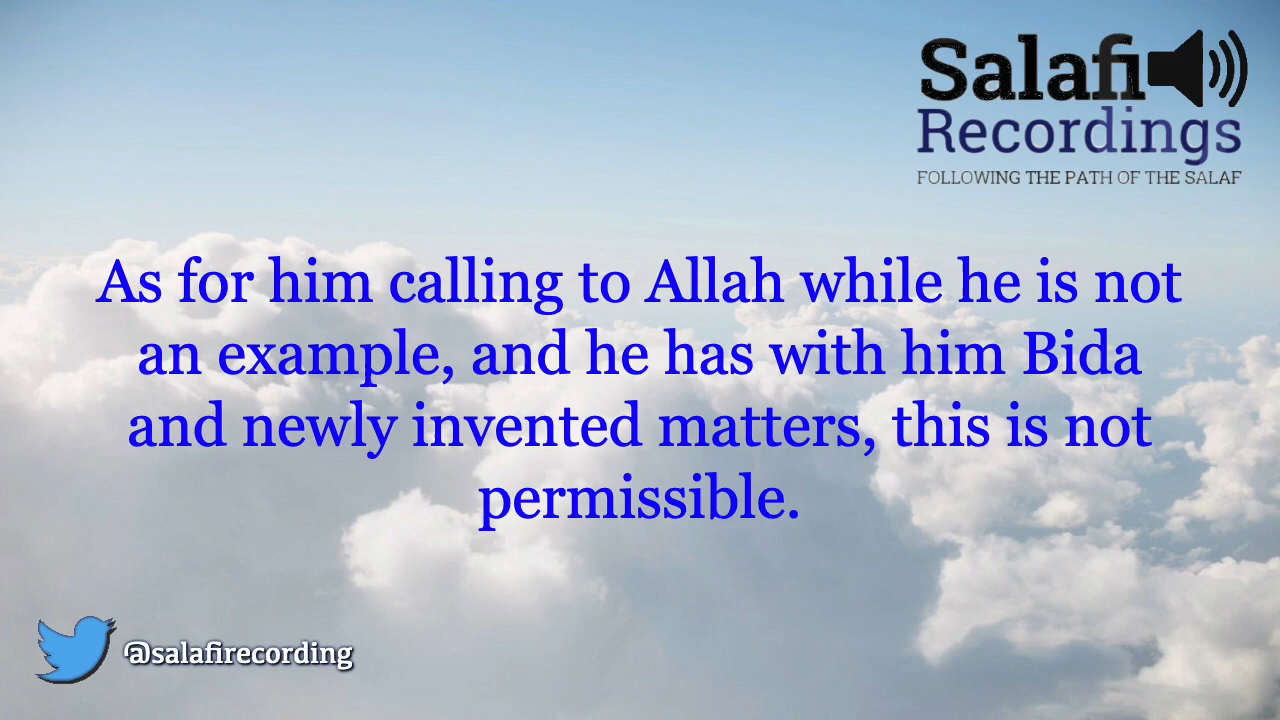 Salafi
Recordings
FOLLOWING THE PATH OF THE SALAF
As for him calling to Allah while he is not
an example, and he has with him Bida
and newly invented matters, this is not
permissible.
@salafirecording